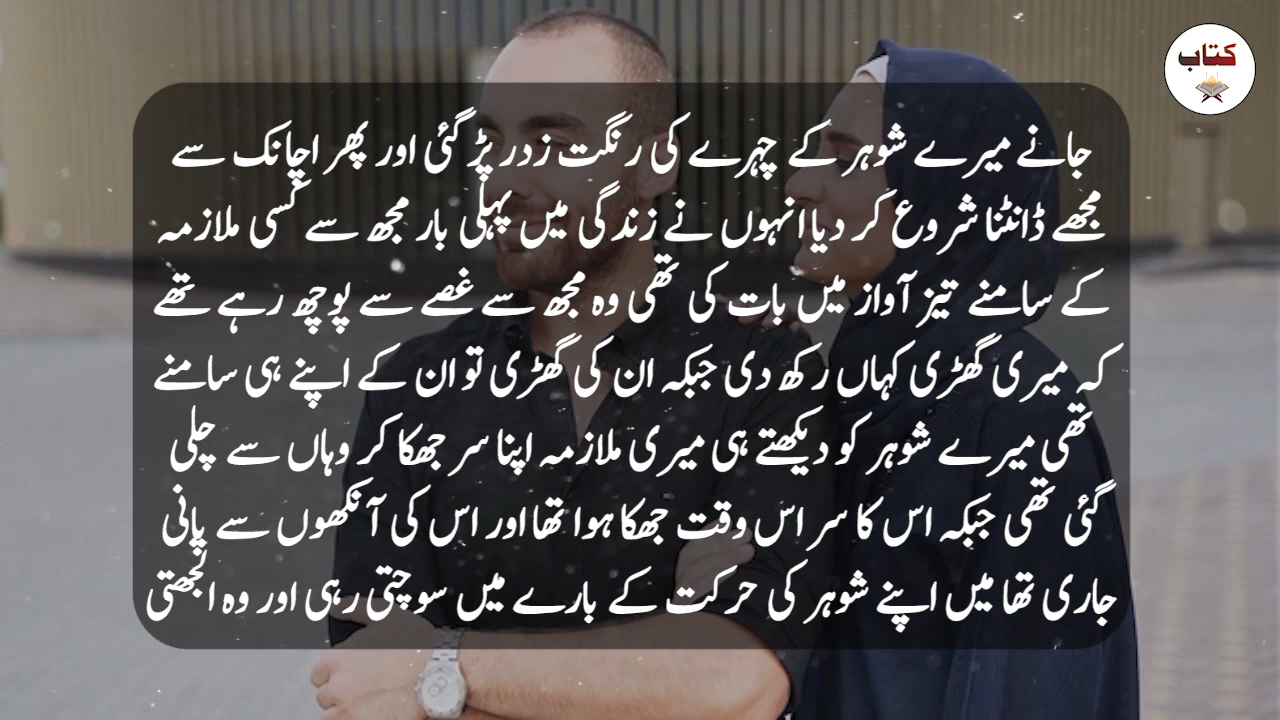 کتاب
جانے میرے شوہر کے چہرے کی رنگت زدر پڑ گئی اور پھر اچانک سے
مجھے ڈانٹنا شروع کر دیا انہوں نے زندگی میں پہلی بار مجھ سے کسی ملازمہ
کے سامنے تیز آواز میں بات کی تھی وہ مجھ سے غصے سے پوچھ رہے تھے
کہ میری گھڑی کہاں رکھ دی جبکہ ان کی گھڑی تو ان کے اپنے ہی سامنے
تھی میرے شوہر کو دیکھتے ہی میری ملازمہ اپنا سر جھکا کر وہاں سے چلی
گئی تھی جبکہ اس کا سر اس وقت جھکا ہوا تھا اور اس کی آنکھوں سے پانی
جاری تھا میں اپنے شوہر کی حرکت کے بارے میں سوچتی رہی اور وہ انجھتی